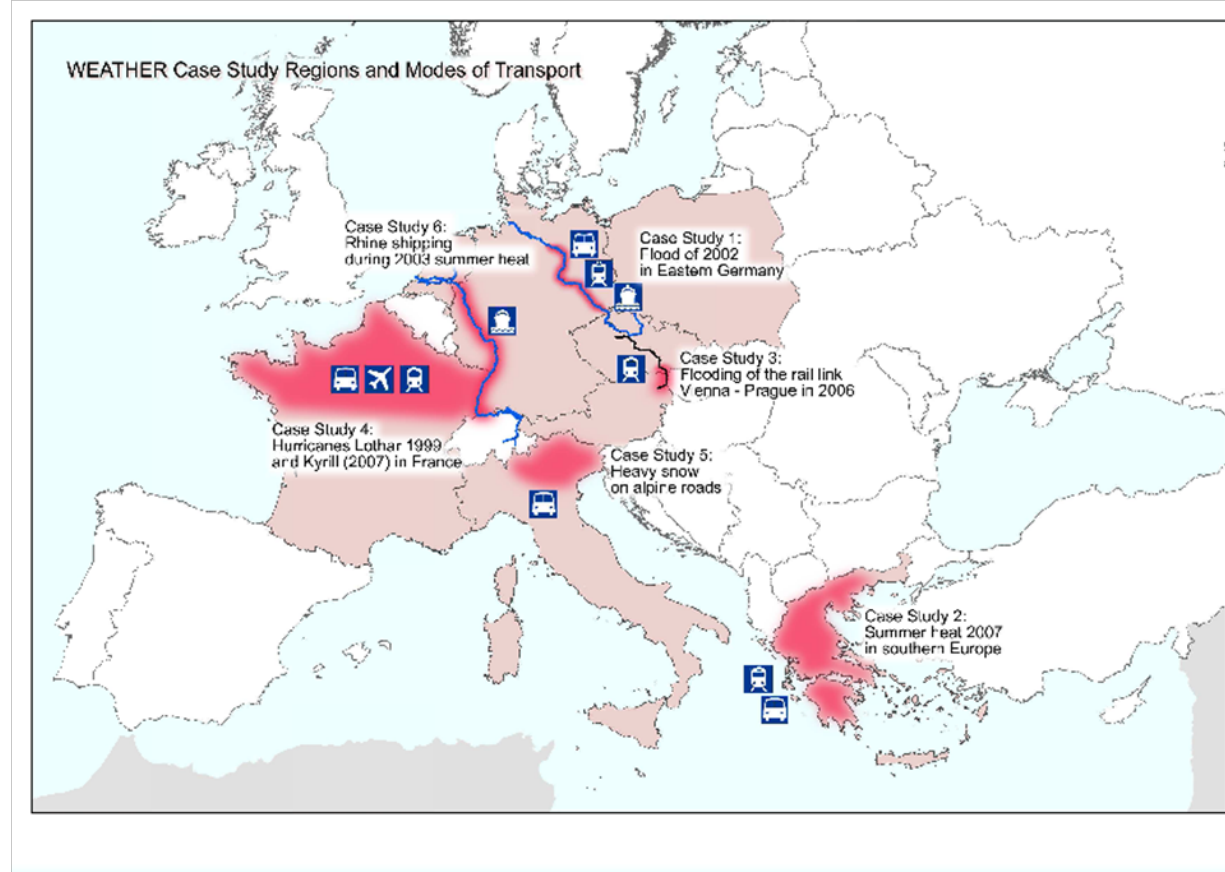 WEATHER Case Study Regions and Modes of Transport
Case Study 6:
Rhine shipping
during 2003 summer heat
Case Study 1:
Flood of 2002
in Eastern Germany
Case Study 3:
Flooding of the rail link
Vienna - Prague in 2006
Case Study 4:
Hurricanes Lothar 1999
and Kyrill (2007) in France
Case Study 5:
Heavy snow
on alpine roads
Case Study 2:
Summer heat 2007
in southern Europe